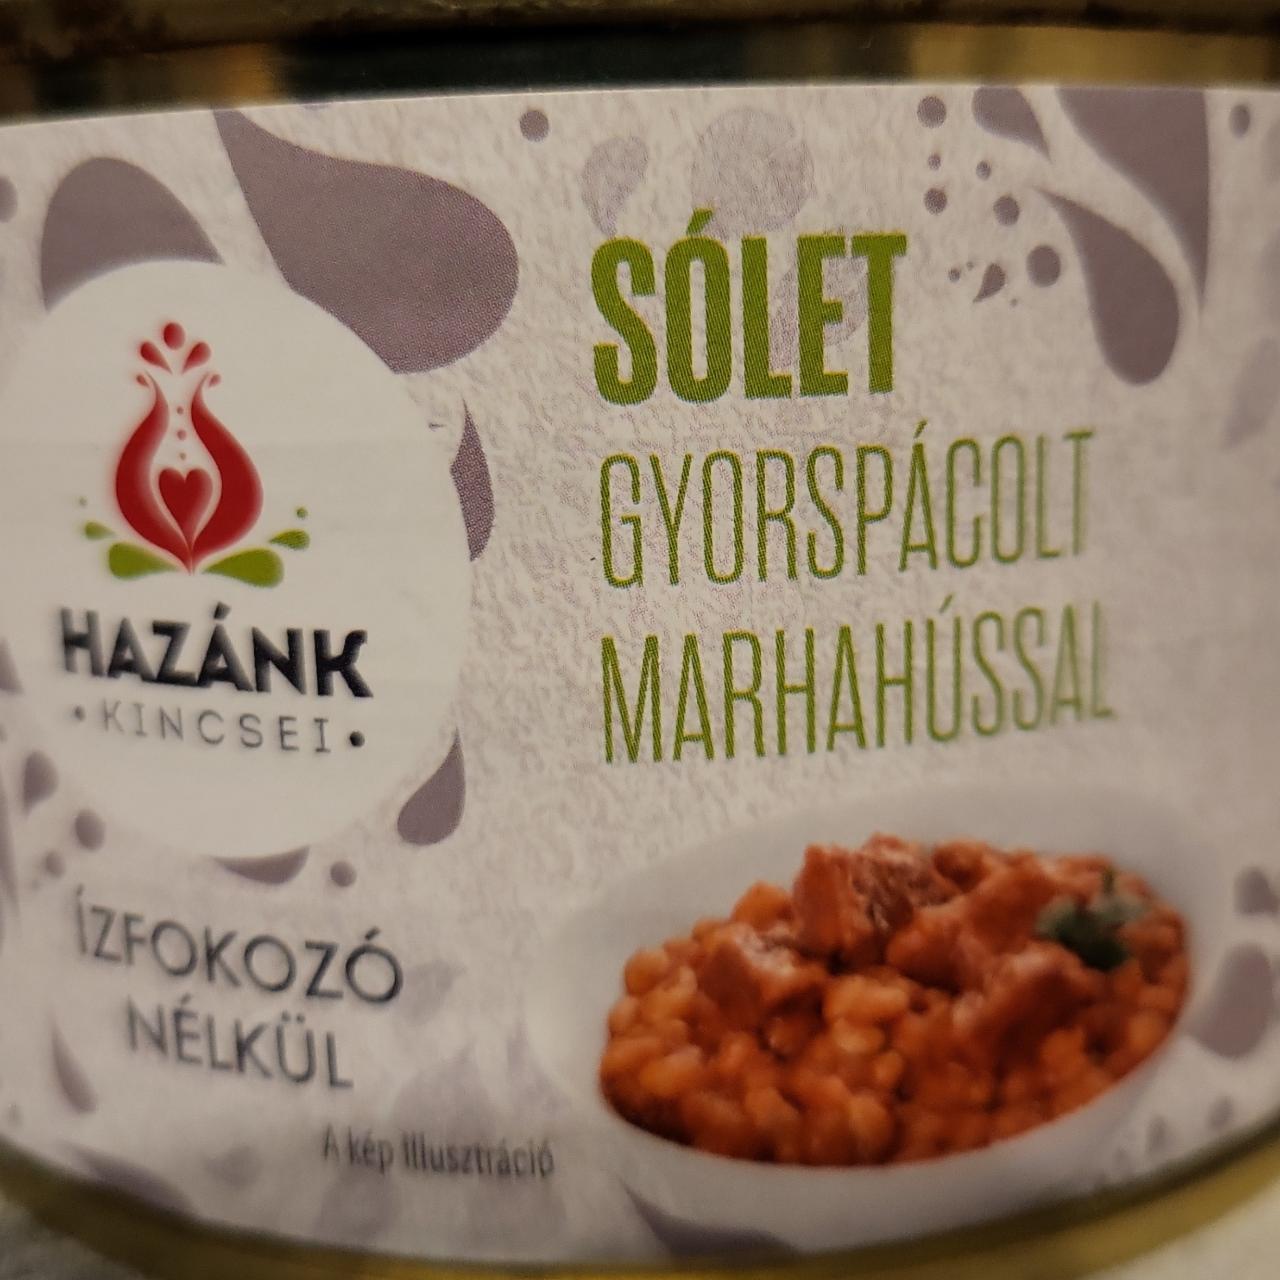 SÓLET
GYORSPÁCOLT
MARHAHÚSSAL
HAZÁNK
•KINCSEI•
ÍZFOKOZÓ
NÉLKÜL
A kép illusztráció